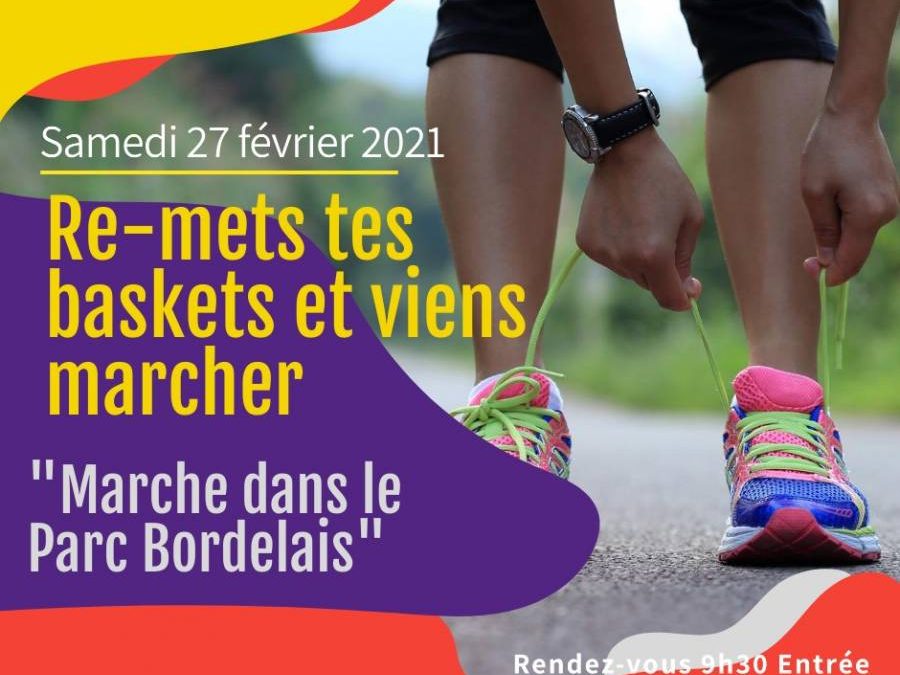 Samedi 27 février 2021
Re-mets tes
baskets et viens
marcher
"Marche dans le
Parc Bordelais"
Rendez-vous 9h30 Entrée